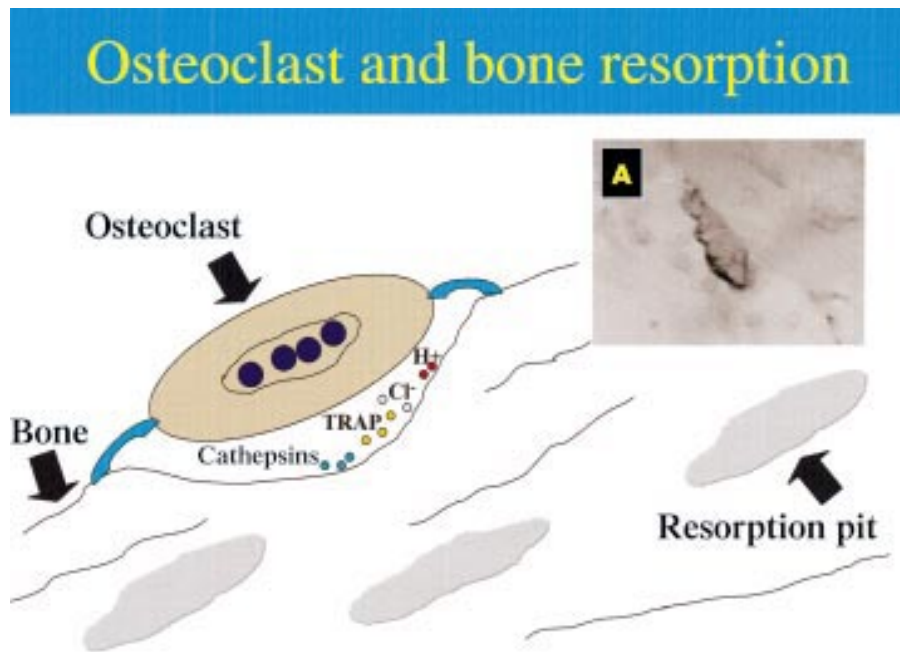 Osteoclast and bone resorption
A
Osteoclast
H+
Cl-
TRAP
Bone
Cathepsins
Resorption pit